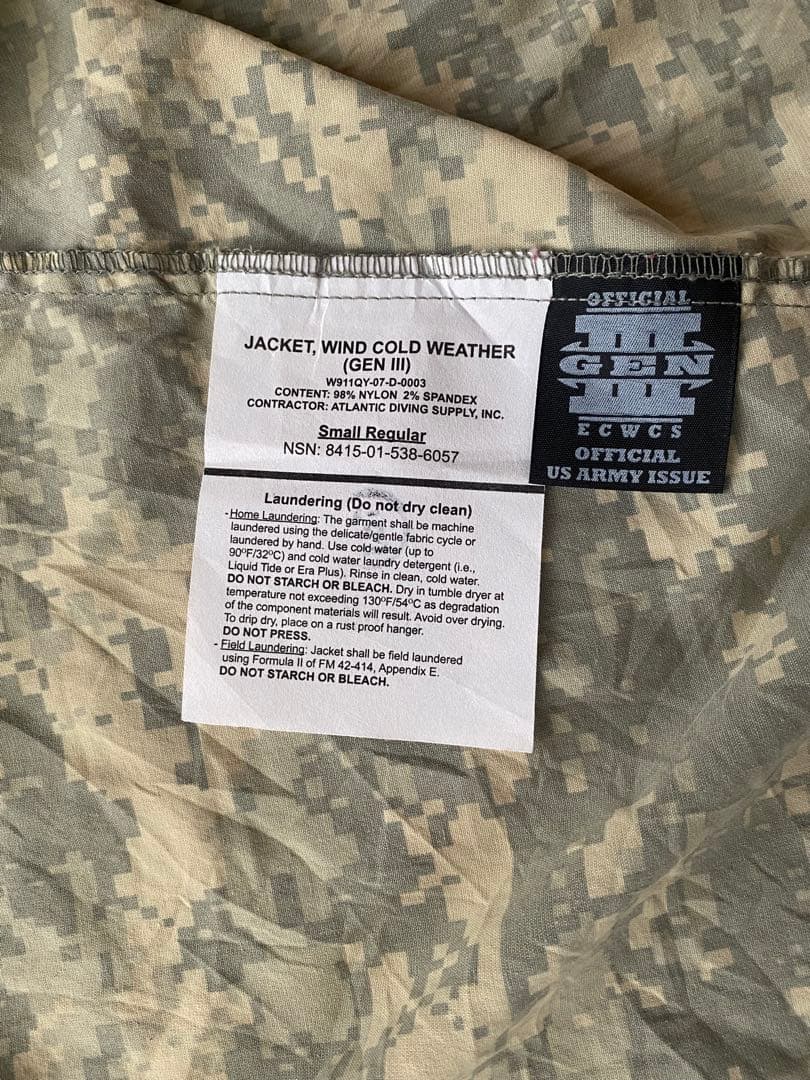 JACKET, WIND COLD WEATHER
(GEN III)
W911QY-07-D-0003
CONTENT: 98% NYLON 2% SPANDEX
CONTRACTOR: ATLANTIC DIVING SUPPLY, INC.
Small Regular
NSN: 8415-01-538-6057
Laundering (Do not dry clean)
- Home Laundering: The garment shall be machine
laundered using the delicate/gentle fabric cycle or
laundered by hand. Use cold water (up to
90ºF/32ºC) and cold water laundry detergent (i.e.,
Liquid Tide or Era Plus). Rinse in clean, cold water.
DO NOT STARCH OR BLEACH. Dry in tumble dryer at
temperature not exceeding 130ºF/54ºC as degradation
of the component materials will result. Avoid over drying.
To drip dry, place on a rust proof hanger.
DO NOT PRESS.
- Field Laundering: Jacket shall be field laundered
using Formula II of FM 42-414, Appendix E.
DO NOT STARCH OR BLEACH.
OFFICIAL
III
GEN
ECWCS
OFFICIAL
US ARMY ISSUE